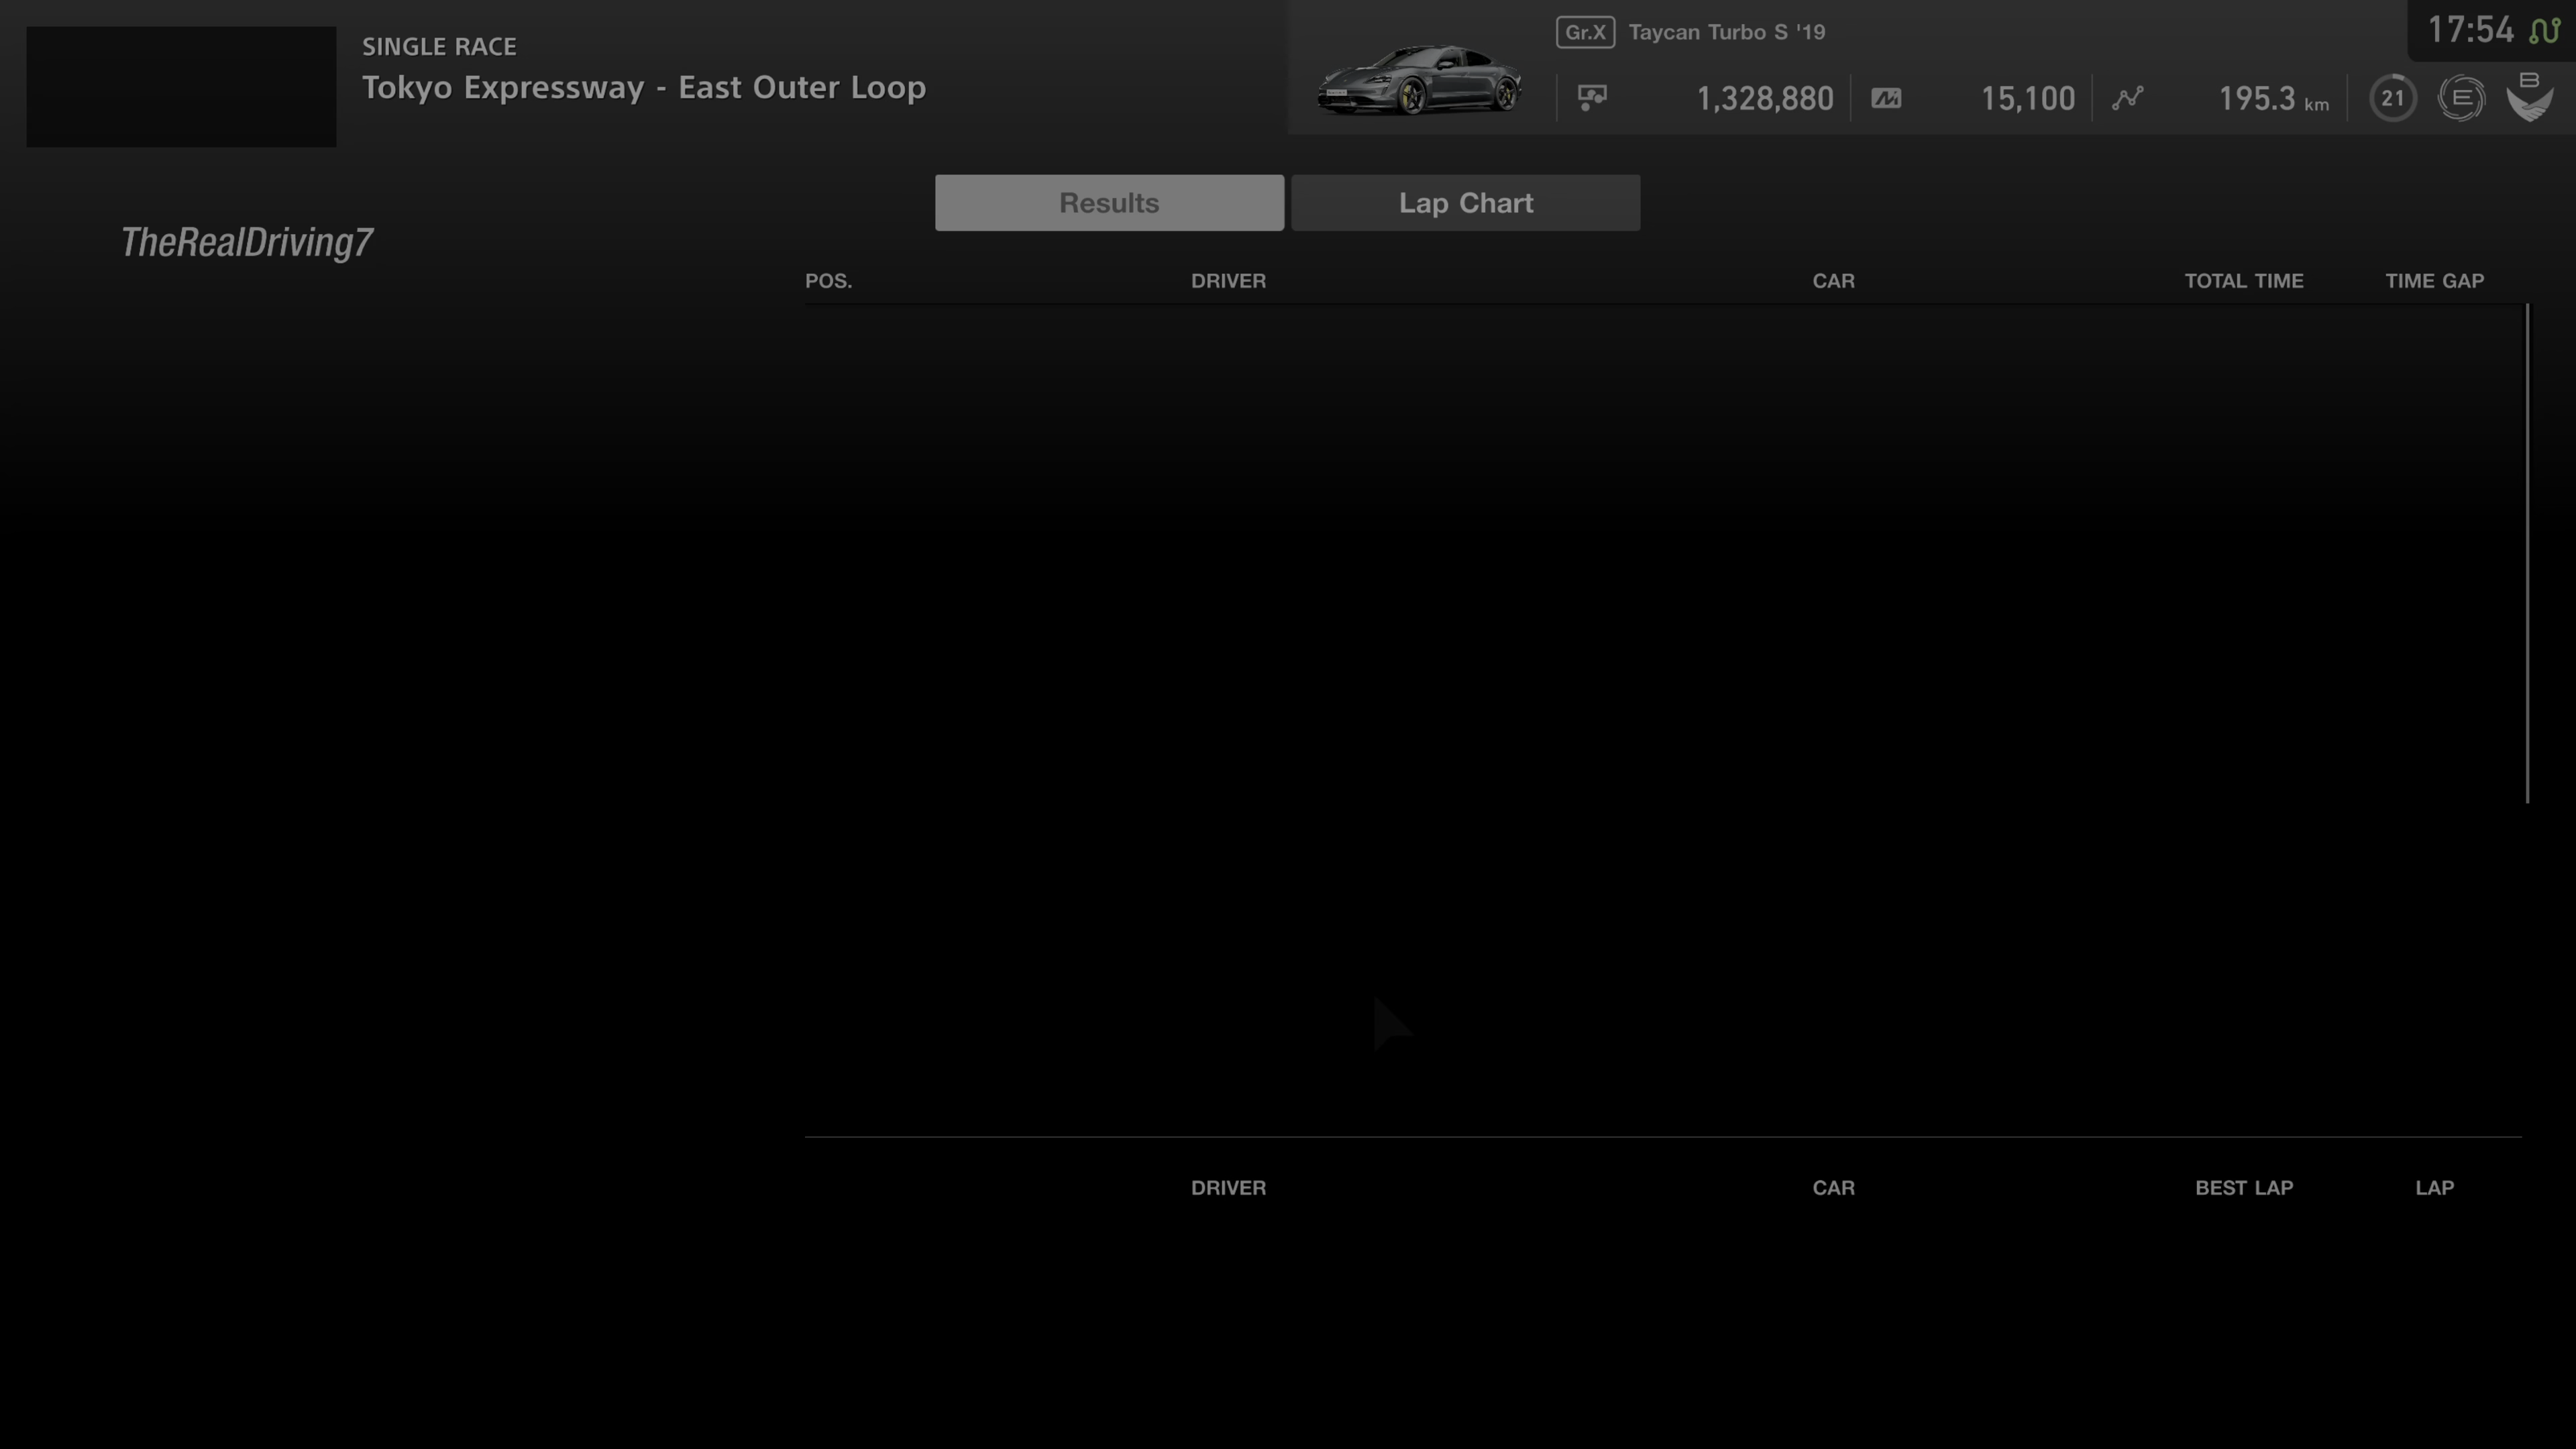 SINGLE RACE
Tokyo Expressway - East Outer Loop
Gr.X Taycan Turbo S '19
17:54
1,328,880
15,100
195.3 km
21
E
B
Results
Lap Chart
TheRealDriving7
POS. DRIVER CAR TOTAL TIME TIME GAP
DRIVER CAR BEST LAP LAP